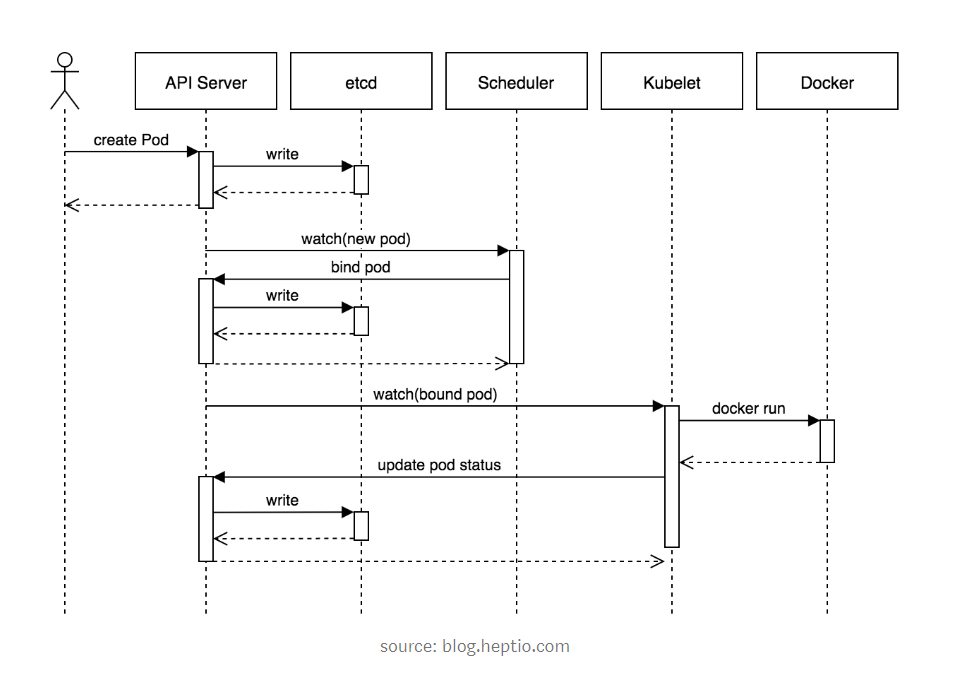 API Server
etcd
Scheduler
Kubelet
Docker
create Pod
write
watch(new pod)
bind pod
write
watch(bound pod)
docker run
update pod status
write
source: blog.heptio.com